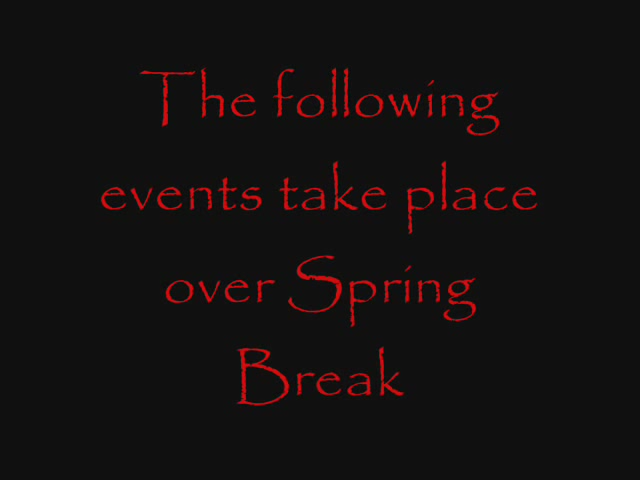 The following
events take place
over Spring
Break